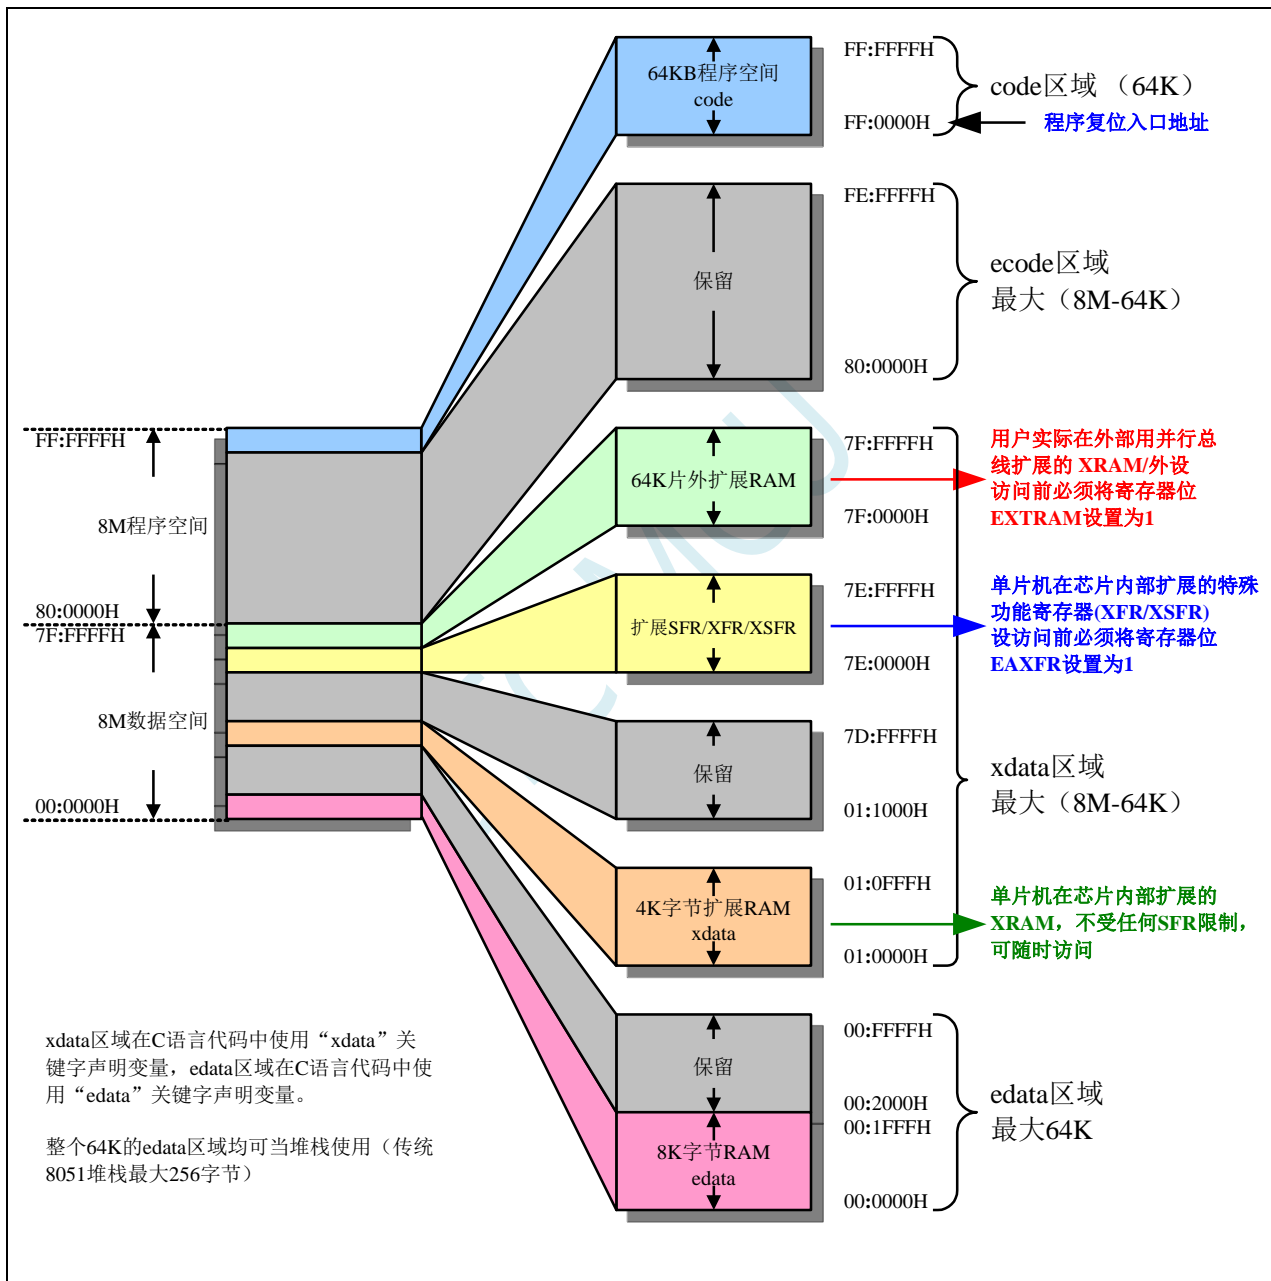 FF:FFFFH
64KB程序空间
code
code区域 （64K）
FF:0000H
程序复位入口地址
FE:FFFFH
保留
ecode区域
最大（8M-64K）
80:0000H
FF:FFFFH
8M程序空间
80:0000H
7F:FFFFH
8M数据空间
00:0000H
7F:FFFFH
64K片外扩展RAM
7F:0000H
用户实际在外部用并行总
线扩展的 XRAM/外设
访问前必须将寄存器位
EXTRAM设置为1
7E:FFFFH
扩展SFR/XFR/XSFR
7E:0000H
单片机在芯片内部扩展的特殊
功能寄存器(XFR/XSFR)
设访问前必须将寄存器位
EAXFR设置为1
7D:FFFFH
保留
01:1000H
xdata区域
最大（8M-64K）
01:0FFFH
4K字节扩展RAM
xdata
01:0000H
单片机在芯片内部扩展的
XRAM，不受任何SFR限制，
可随时访问
00:FFFFH
保留
00:2000H
00:1FFFH
8K字节RAM
edata
00:0000H
edata区域
最大64K
xdata区域在C语言代码中使用“xdata”关
键字声明变量，edata区域在C语言代码中使
用“edata”关键字声明变量。
整个64K的edata区域均可当堆栈使用（传统
8051堆栈最大256字节）